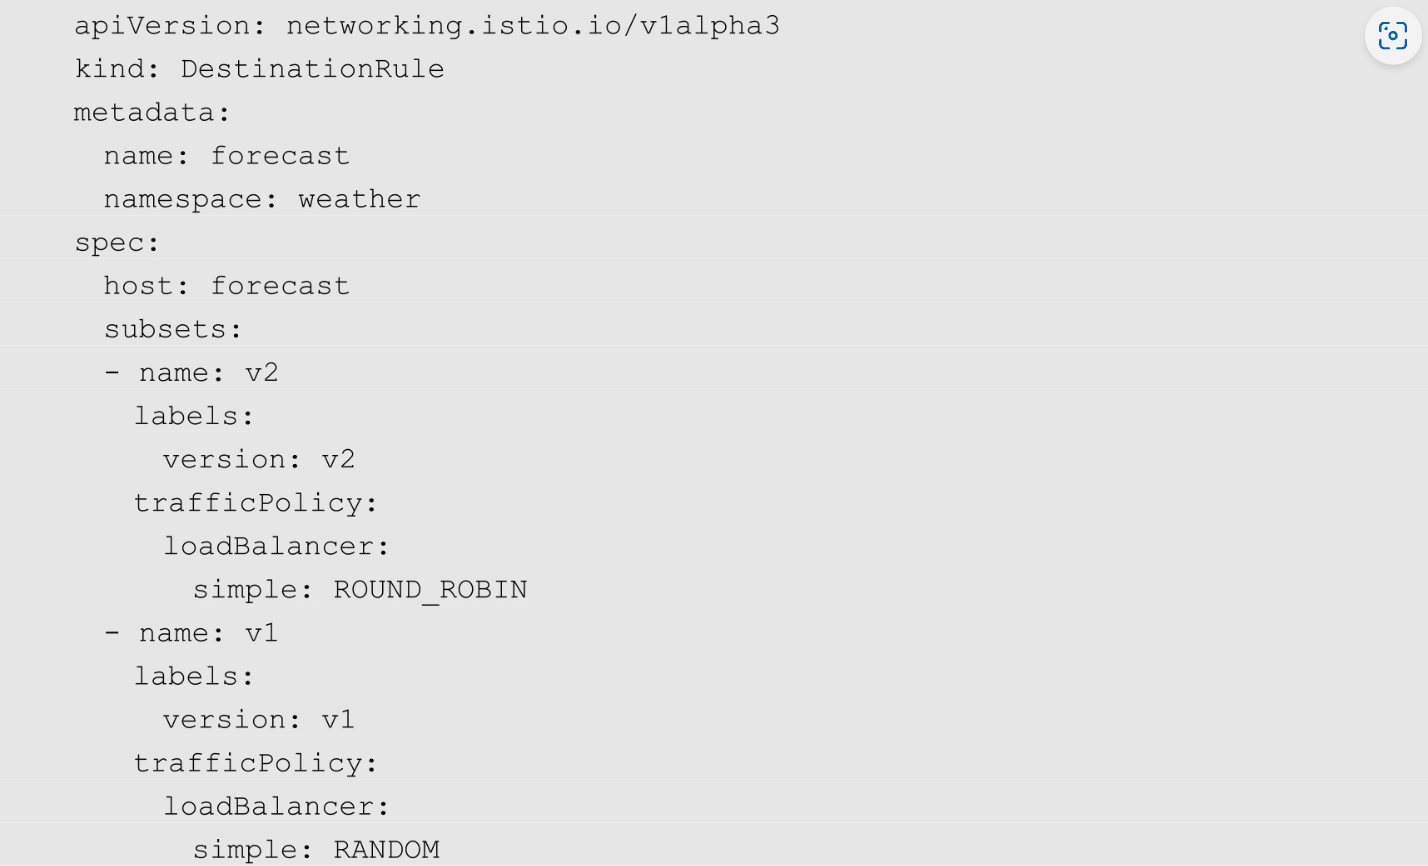 apiVersion: networking.istio.io/v1alpha3
kind: DestinationRule
metadata:
  name: forecast
  namespace: weather
spec:
  host: forecast
  subsets:
  - name: v2
    labels:
      version: v2
    trafficPolicy:
      loadBalancer:
        simple: ROUND_ROBIN
  - name: v1
    labels:
      version: v1
    trafficPolicy:
      loadBalancer:
        simple: RANDOM